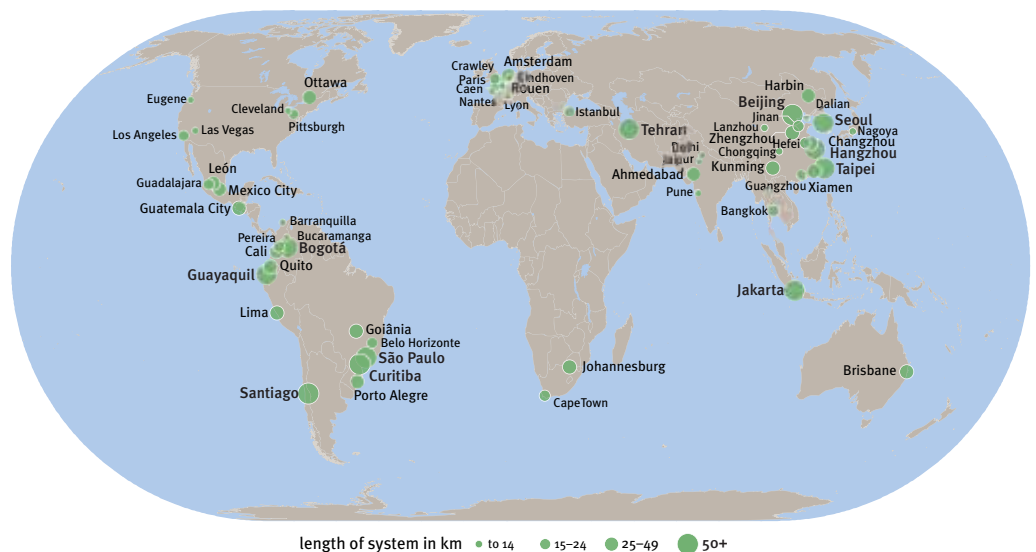 Crawley
Amsterdam
Paris
Eindhoven
Caen
Rouen
Nantes
Lyon
Ottawa
Harbin
Eugene
Cleveland
Beijing
Dalian
Istanbul
Jinan
Seoul
Pittsburgh
Tehran
Lanzhou
Nagoya
Los Angeles
Las Vegas
Zhengzhou
Changzhou
Delhi
Hefei
Jaipur
Chongqing
Hangzhou
León
Ahmedabad
Kunming
Taipei
Guadalajara
Mexico City
Pune
Guangzhou
Xiamen
Guatemala City
Bangkok
Barranquilla
Pereira
Bucaramanga
Cali
Bogotá
Quito
Guayaquil
Jakarta
Lima
Goiânia
Belo Horizonte
São Paulo
Johannesburg
Brisbane
Curitiba
Santiago
Porto Alegre
CapeTown
length of system in km to 14 15–24 25–49 50+